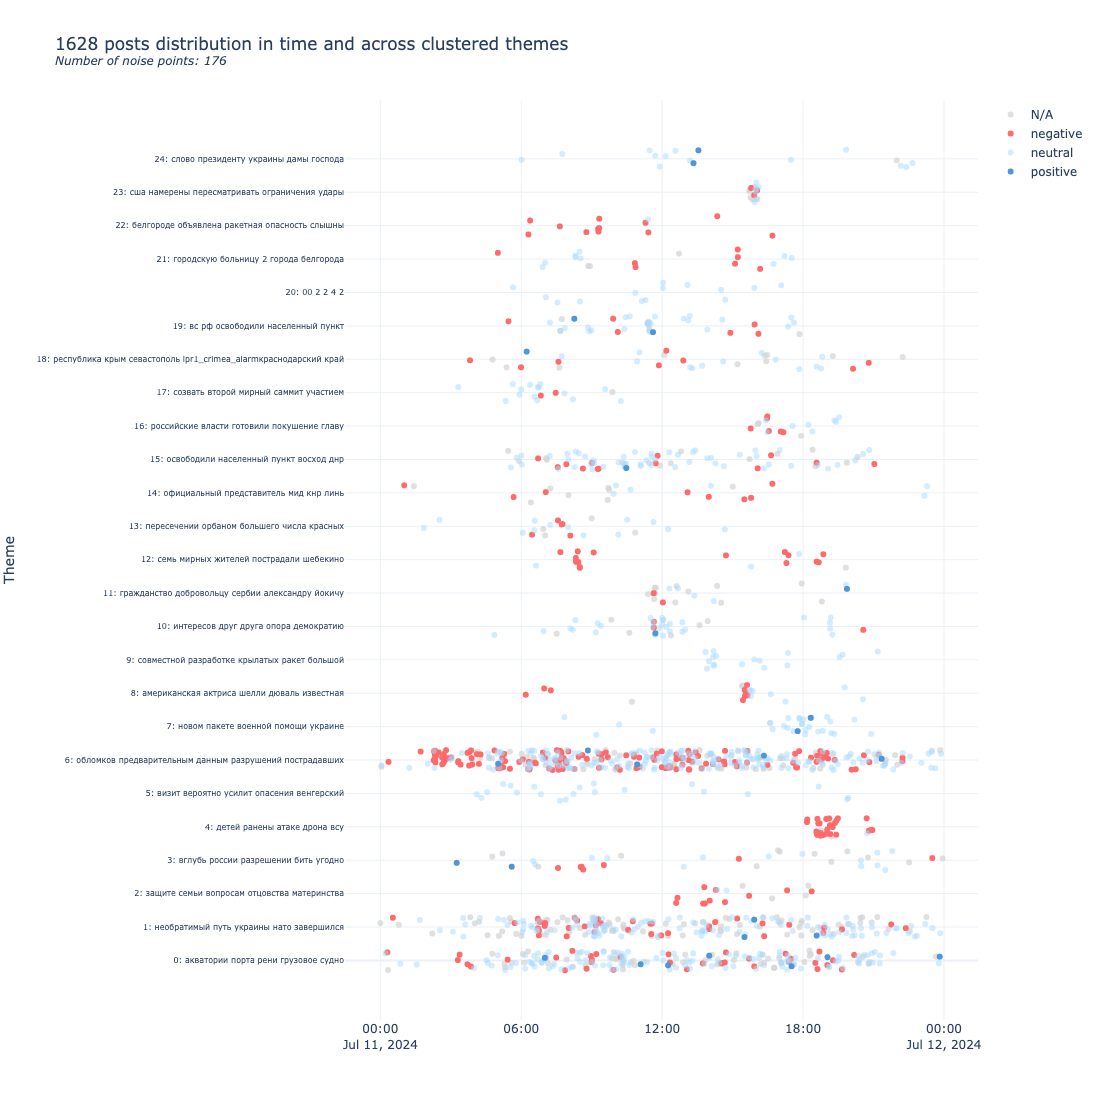 1628 posts distribution in time and across clustered themes
Number of noise points: 176
N/A
negative
neutral
positive
24: слово президенту украины дамы господа
23: сша намерены пересматривать ограничения удары
22: белгороде объявлена ракетная опасность слышны
21: городскую больницу 2 города белгорода
20: 00 2 2 4 2
19: вс рф освободили населенный пункт
18: республика крым севастополь lpr1_crimea_alarmкраснодарский край
17: созвать второй мирный саммит участием
16: российские власти готовили покушение главу
15: освободили населенный пункт восход днр
14: официальный представитель мид кнр линь
13: пересечении орбаном большего числа красных
12: семь мирных жителей пострадали шебекино
11: гражданство добровольцу сербии александру йокичу
10: интересов друг друга опора демократию
9: совместной разработке крылатых ракет большой
8: американская актриса шелли дюваль известная
7: новом пакете военной помощи украине
6: обломков предварительным данным разрушений пострадавших
5: визит вероятно усилит опасения венгерский
4: детей ранены атаке дрона всу
3: вглубь россии разрешении бить угодно
2: защите семьи вопросам отцовства материнства
1: необратимый путь украины нато завершился
0: акватории порта рени грузовое судно
Theme
00:00
Jul 11, 2024
06:00
12:00
18:00
00:00
Jul 12, 2024